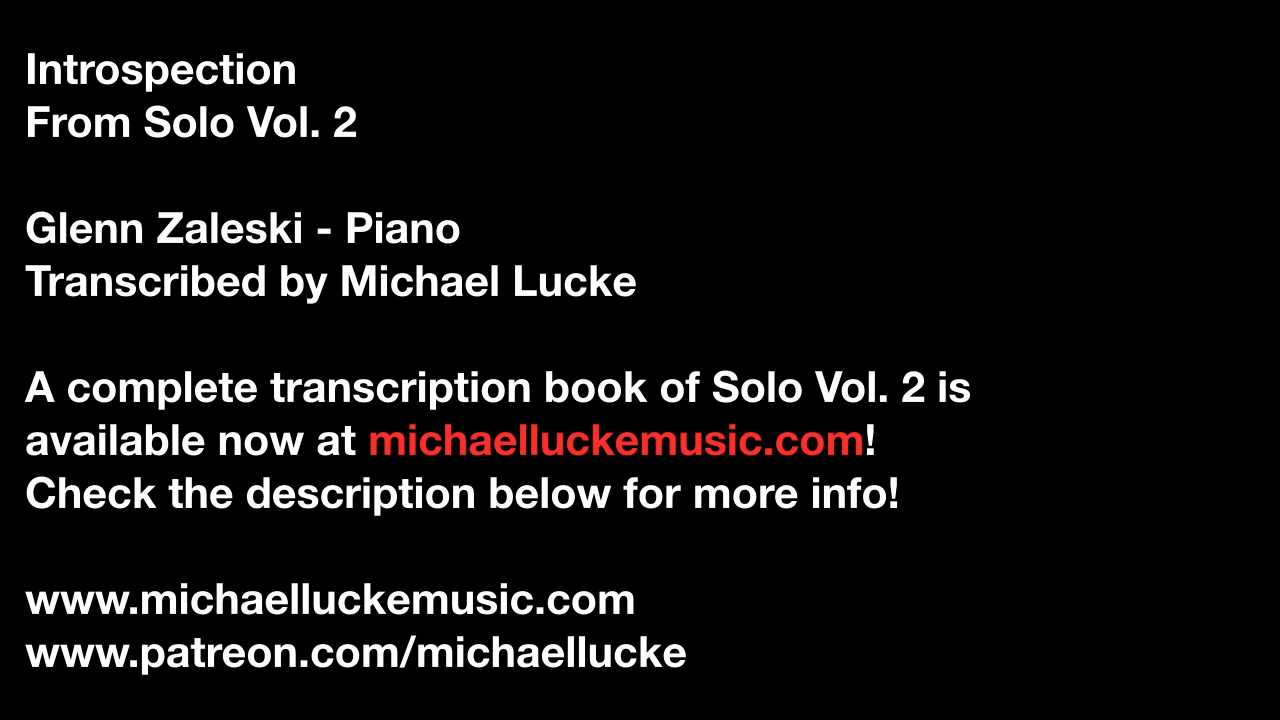 Introspection
From Solo Vol. 2
Glenn Zaleski - Piano
Transcribed by Michael Lucke
A complete transcription book of Solo Vol. 2 is
available now at michaelluckemusic.com!
Check the description below for more info!
www.michaelluckemusic.com
www.patreon.com/michaellucke